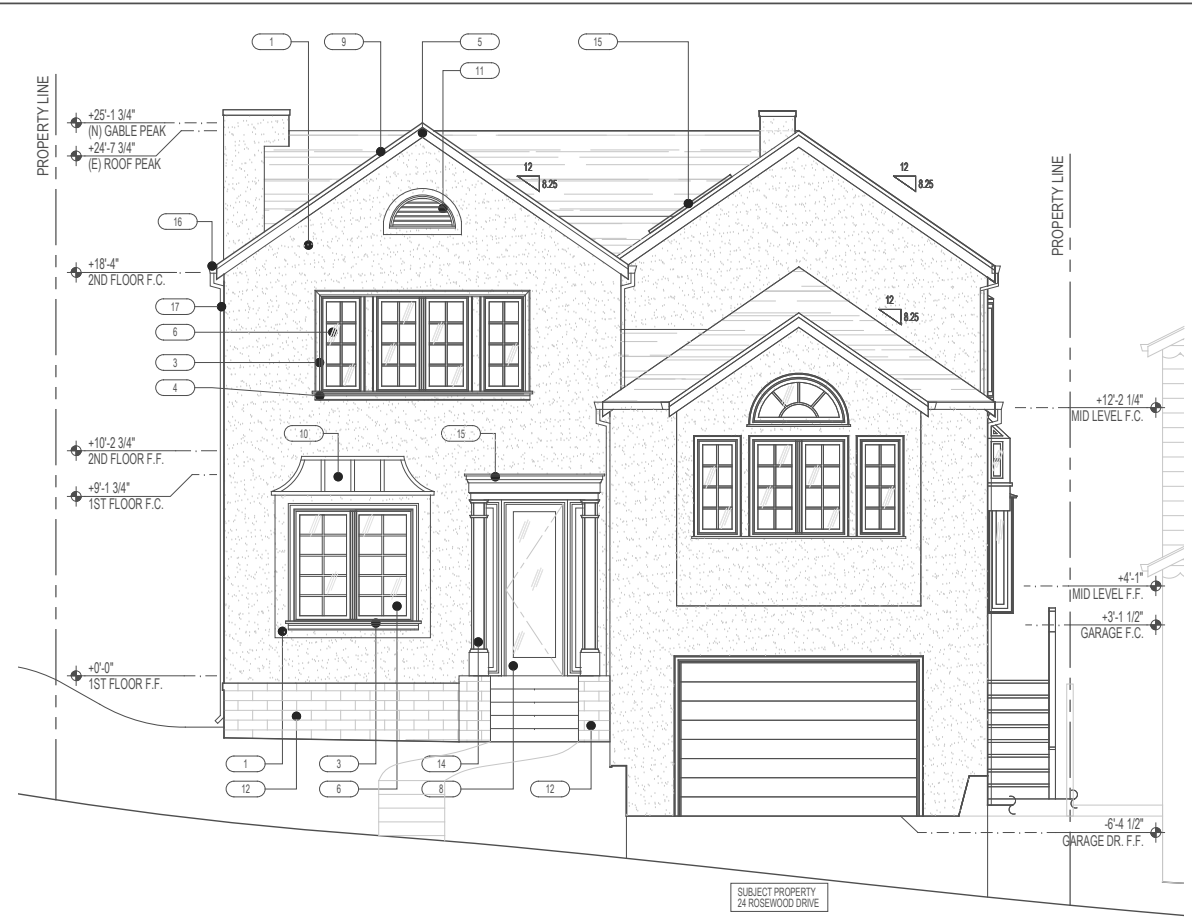 1
9
5
15
11
PROPERTY LINE
+25'-1 3/4"
(N) GABLE PEAK
+24'-7 3/4"
(E) ROOF PEAK
12
8.25
12
8.25
PROPERTY LINE
16
+18'-4"
2ND FLOOR F.C.
17
12
8.25
6
3
4
+12'-2 1/4"
MID LEVEL F.C.
10
15
+10'-2 3/4"
2ND FLOOR F.F.
+9'-1 3/4"
1ST FLOOR F.C.
+4'-1"
MID LEVEL F.F.
+3'-1 1/2"
GARAGE F.C.
+0'-0"
1ST FLOOR F.F.
1
3
14
12
6
8
12
-6'-4 1/2"
GARAGE DR. F.F.
SUBJECT PROPERTY
24 ROSEWOOD DRIVE